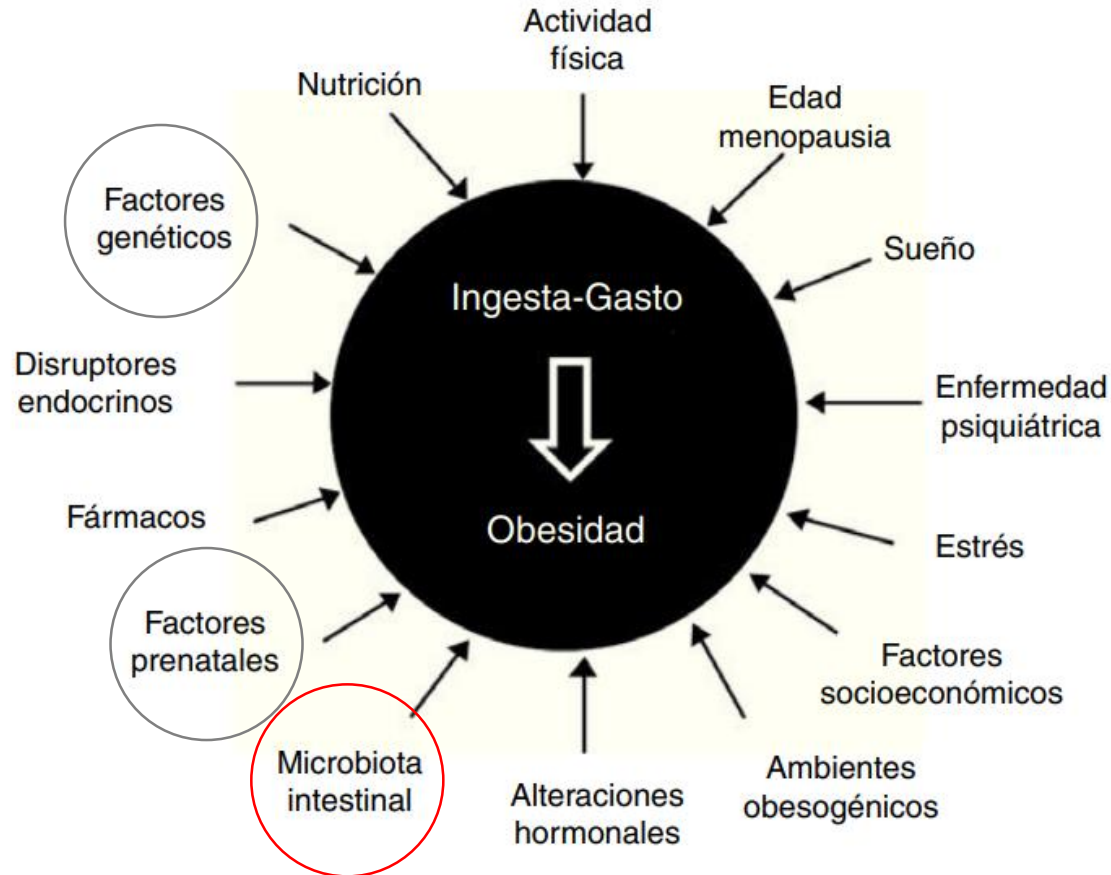 Actividad
física
Nutrición
Edad
menopausia
Factores
genéticos
Sueño
Ingesta-Gasto
Disruptores
endocrinos
Enfermedad
psiquiátrica
Fármacos
Obesidad
Estrés
Factores
prenatales
Factores
socioeconómicos
Microbiota
intestinal
Alteraciones
hormonales
Ambientes
obesogénicos